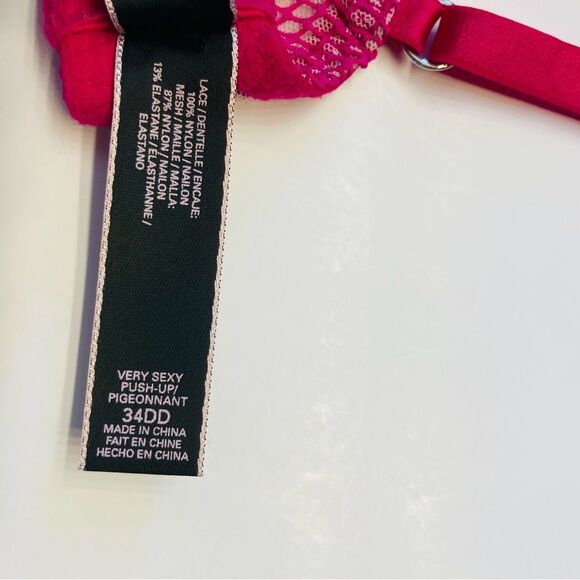 LACE / DENTELLE / ENCAJE:
100% NYLON / NAILON
MESH / MAILLE / MALLA:
87% NYLON / NAILON
13% ELASTANE / ELASTHANNE /
ELASTANO
VERY SEXY
PUSH-UP/
PIGEONNANT
34DD
MADE IN CHINA
FAIT EN CHINE
HECHO EN CHINA